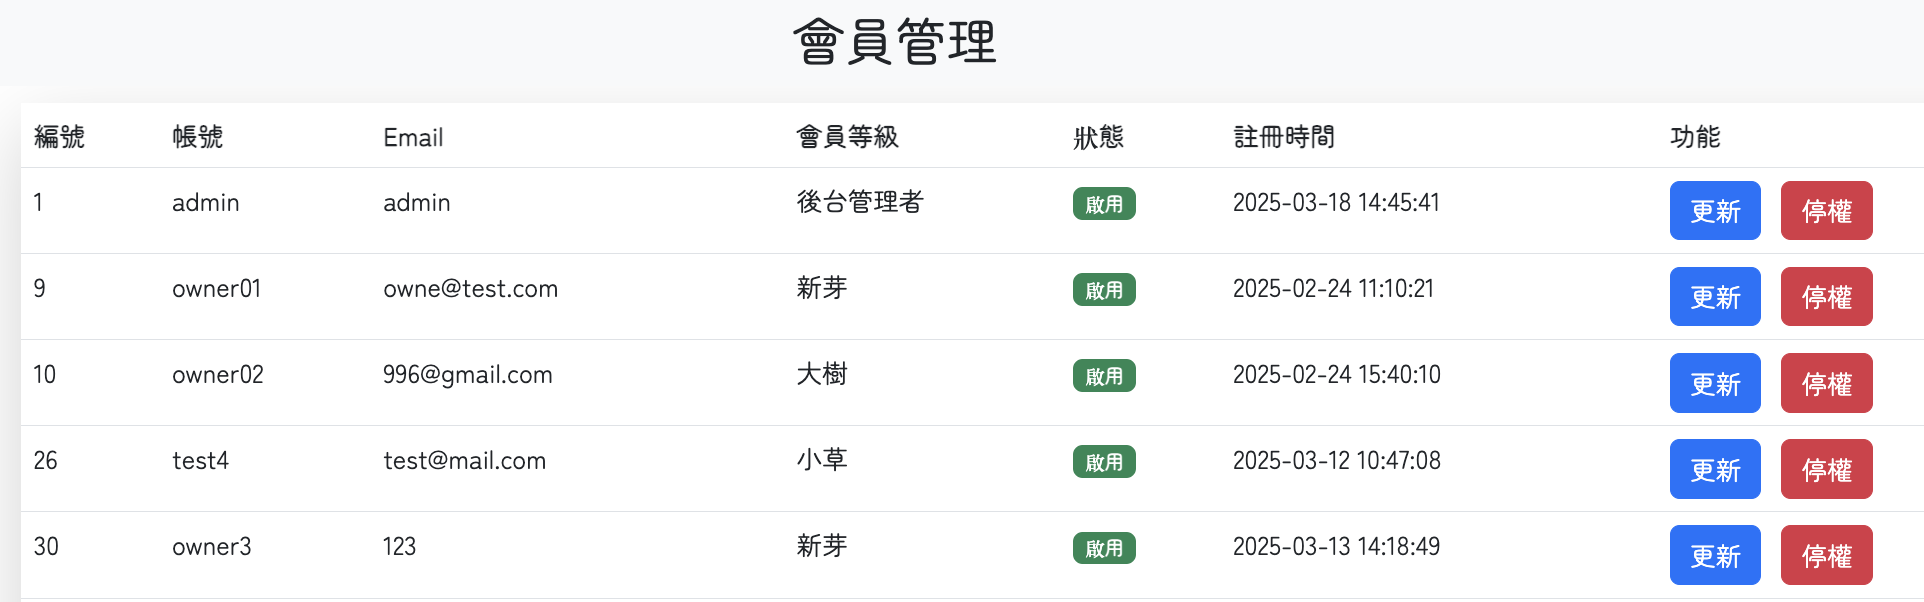 會員管理
編號 帳號 Email 會員等級 狀態 註冊時間 功能
1 admin admin 後台管理者 啟用 2025-03-18 14:45:41 更新 停權
9 owner01 owne@test.com 新芽 啟用 2025-02-24 11:10:21 更新 停權
10 owner02 996@gmail.com 大樹 啟用 2025-02-24 15:40:10 更新 停權
26 test4 test@mail.com 小草 啟用 2025-03-12 10:47:08 更新 停權
30 owner3 123 新芽 啟用 2025-03-13 14:18:49 更新 停權